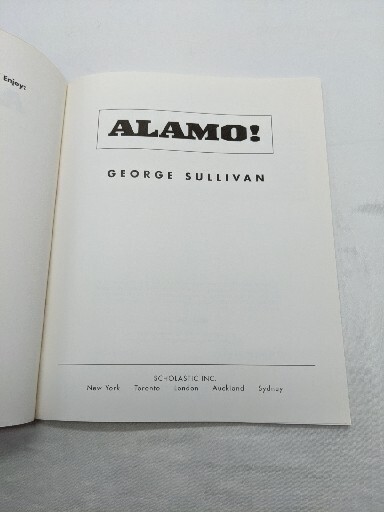 Enjoy:
ALAMO!
GEORGE SULLIVAN
SCHOLASTIC INC.
New York Toronto London Auckland Sydney